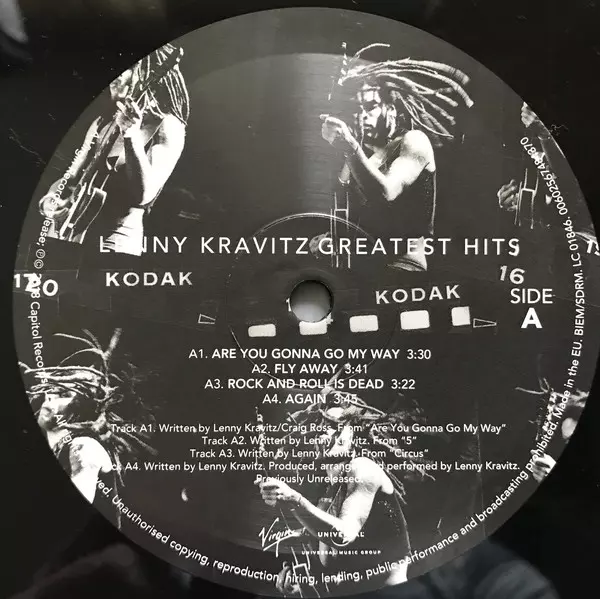 LENNY KRAVITZ GREATEST HITS
KODAK
KODAK
16
SIDE
A
A1. ARE YOU GONNA GO MY WAY 3:30
A2. FLY AWAY 3:41
A3. ROCK AND ROLL IS DEAD 3:22
A4. AGAIN 3:45
Track A1. Written by Lenny Kravitz/Craig Ross. From "Are You Gonna Go My Way"
Track A2. Written by Lenny Kravitz. From "5"
Track A3. Written by Lenny Kravitz. From "Circus"
A4. Written by Lenny Kravitz. Produced, arranged and performed by Lenny Kravitz.
Previously Unreleased.
Virgin
UNIVERSAL
UNIVERSAL MUSIC GROUP
Capitol Records
Unauthorised copying, reproduction, hiring, lending, public performance and broadcasting prohibited. Made in the EU. BIEM/SDRM. LC 01846. 00602567484870